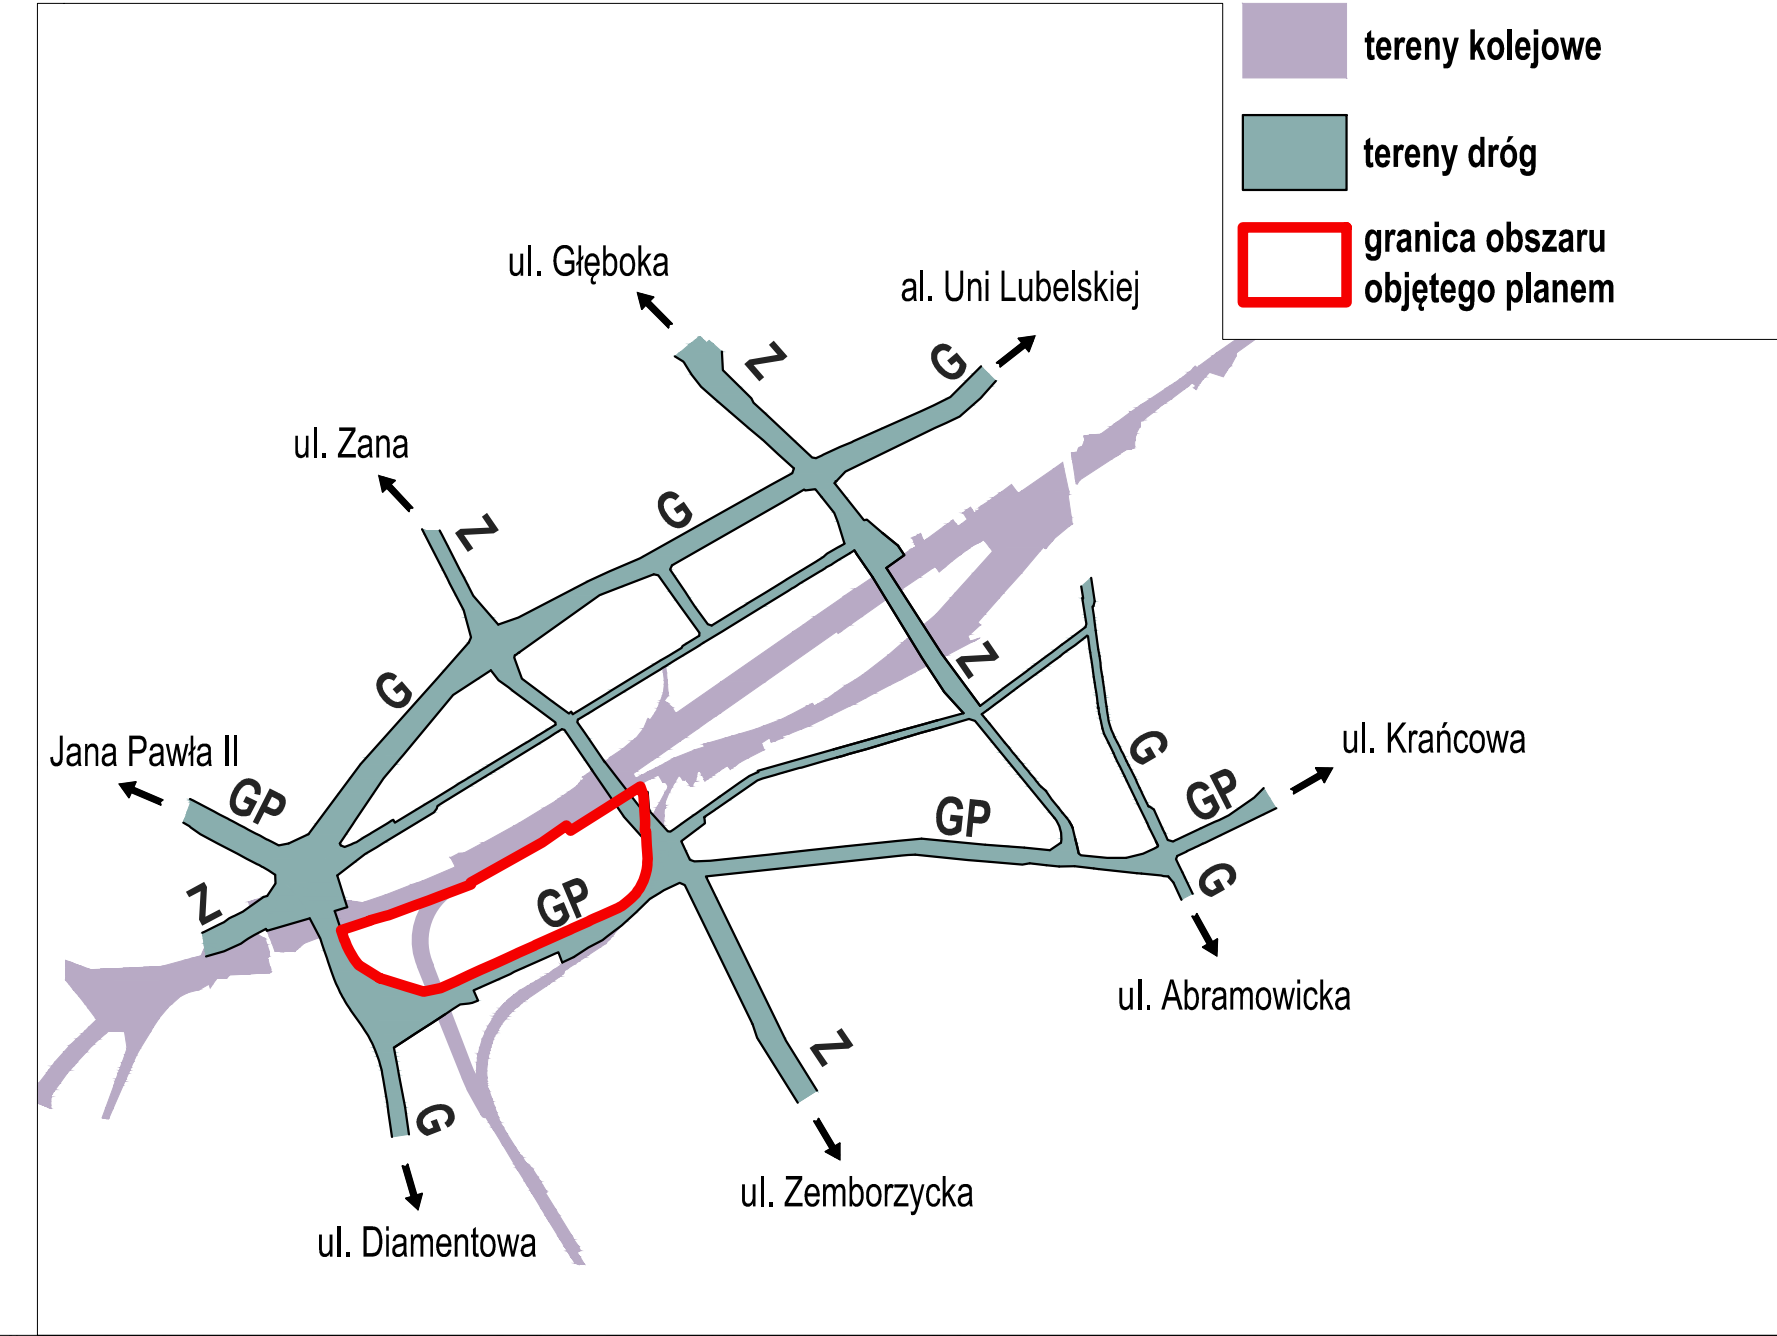 tereny kolejowe
tereny dróg
granica obszaru
objętego planem
ul. Głęboka
al. Uni Lubelskiej
Z
G
ul. Zana
Z
G
Z
G
ul. Krańcowa
Jana Pawła II
GP
G
GP
GP
Z
GP
G
ul. Abramowicka
Z
G
ul. Zemborzycka
ul. Diamentowa